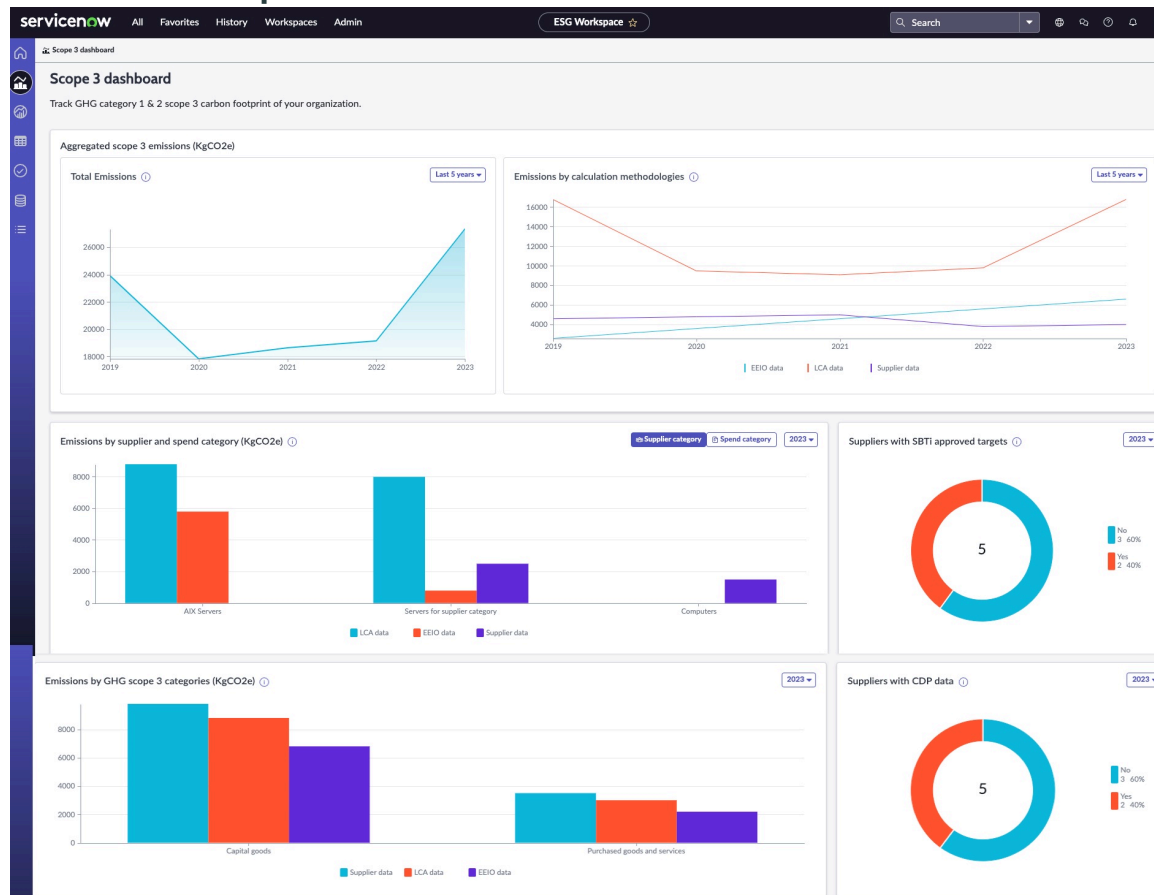 servicenow All Favorites History Workspaces Admin ESG Workspace ☆ Search
Scope 3 dashboard
Scope 3 dashboard
Track GHG category 1 & 2 scope 3 carbon footprint of your organization.
Aggregated scope 3 emissions (KgCO2e)
Total Emissions Last 5 years
26000
24000
22000
20000
18000
2019 2020 2021 2022 2023
Emissions by calculation methodologies Last 5 years
16000
14000
12000
10000
8000
6000
4000
2019 2020 2021 2022 2023
EEIO data LCA data Supplier data
Emissions by supplier and spend category (KgCO2e) Supplier category Spend category 2023
8000
6000
4000
2000
0
AIX Servers Servers for supplier category Computers
LCA data EEIO data Supplier data
Suppliers with SBTi approved targets 2023
5
No
3 60%
Yes
2 40%
Emissions by GHG scope 3 categories (KgCO2e) 2023
8000
6000
4000
2000
0
Capital goods Purchased goods and services
Supplier data LCA data EEIO data
Suppliers with CDP data 2023
5
No
3 60%
Yes
2 40%